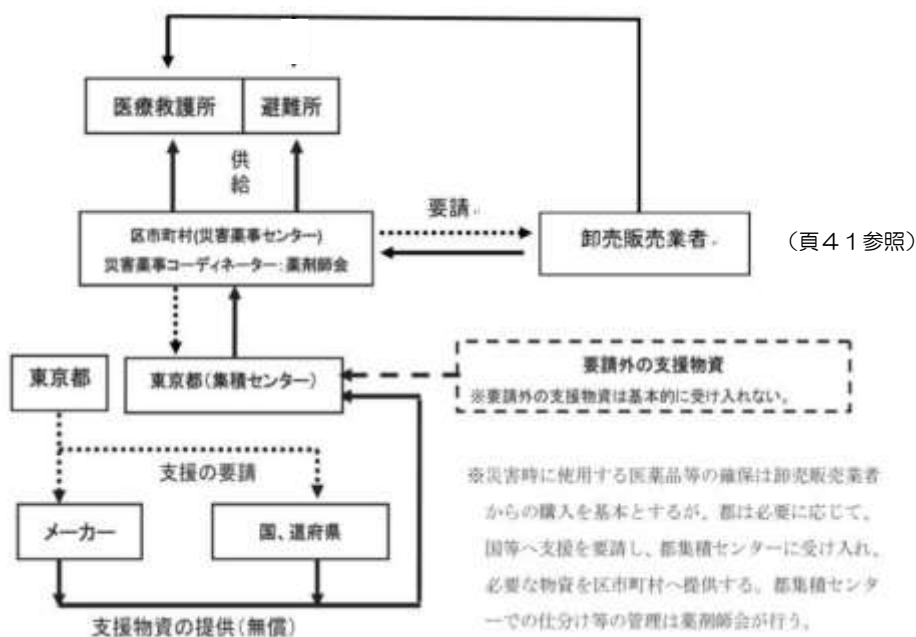 医療救護所
避難所
供
給
要請
区市町村(災害薬事センター)
災害薬事コーディネーター:薬剤師会
卸売販売業者
（頁４１参照）
東京都
東京都(集積センター)
要請外の支援物資
※要請外の支援物資は基本的に受け入れない。
支援の要請
メーカー
国、道府県
支援物資の提供(無償)
※災害時に使用する医薬品等の確保は卸売販売業者
からの購入を基本とするが、都は必要に応じて、
国等へ支援を要請し、都集積センターに受け入れ、
必要な物資を区市町村へ提供する。都集積センタ
ーでの仕分け等の管理は薬剤師会が行う。